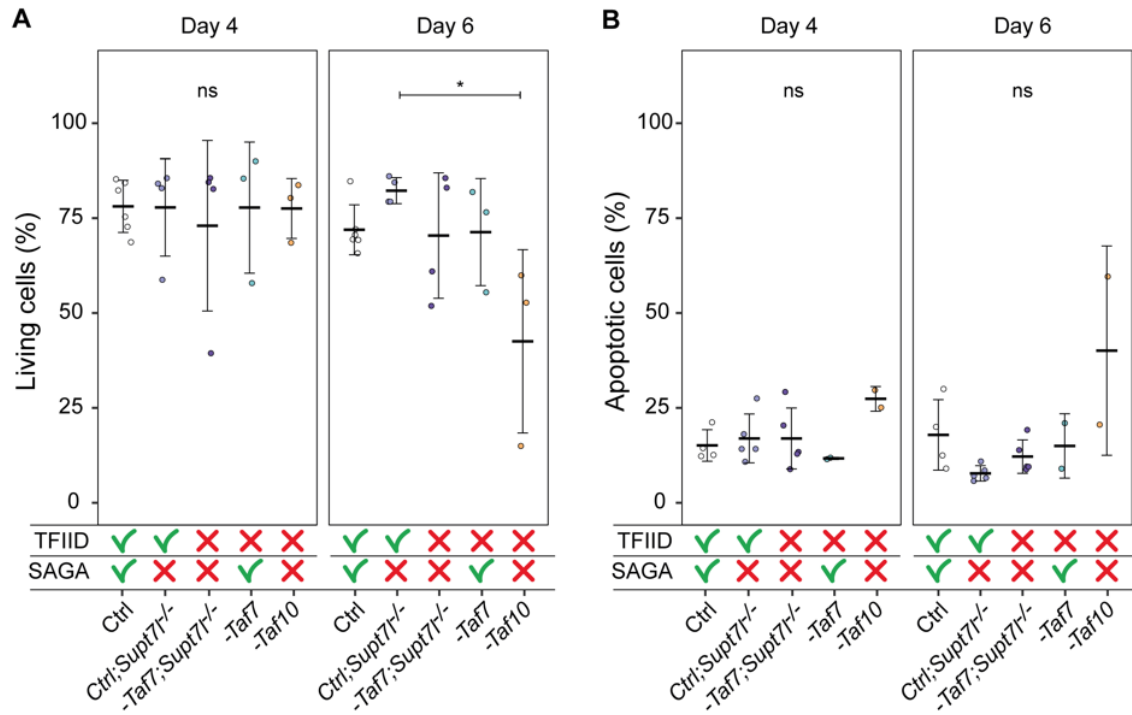 A
B
Day 4
Day 6
Day 4
Day 6
ns
*
ns
ns
Living cells (%)
100
75
50
25
0
Apoptotic cells (%)
100
75
50
25
0
TFIID
SAGA
TFIID
SAGA
Ctrl
Ctrl;Supt7l-/-
-Taf7;Supt7l-/-
-Taf7
-Taf10
Ctrl
Ctrl;Supt7l-/-
-Taf7;Supt7l-/-
-Taf7
-Taf10
Ctrl
Ctrl;Supt7l-/-
-Taf7;Supt7l-/-
-Taf7
-Taf10
Ctrl
Ctrl;Supt7l-/-
-Taf7;Supt7l-/-
-Taf7
-Taf10